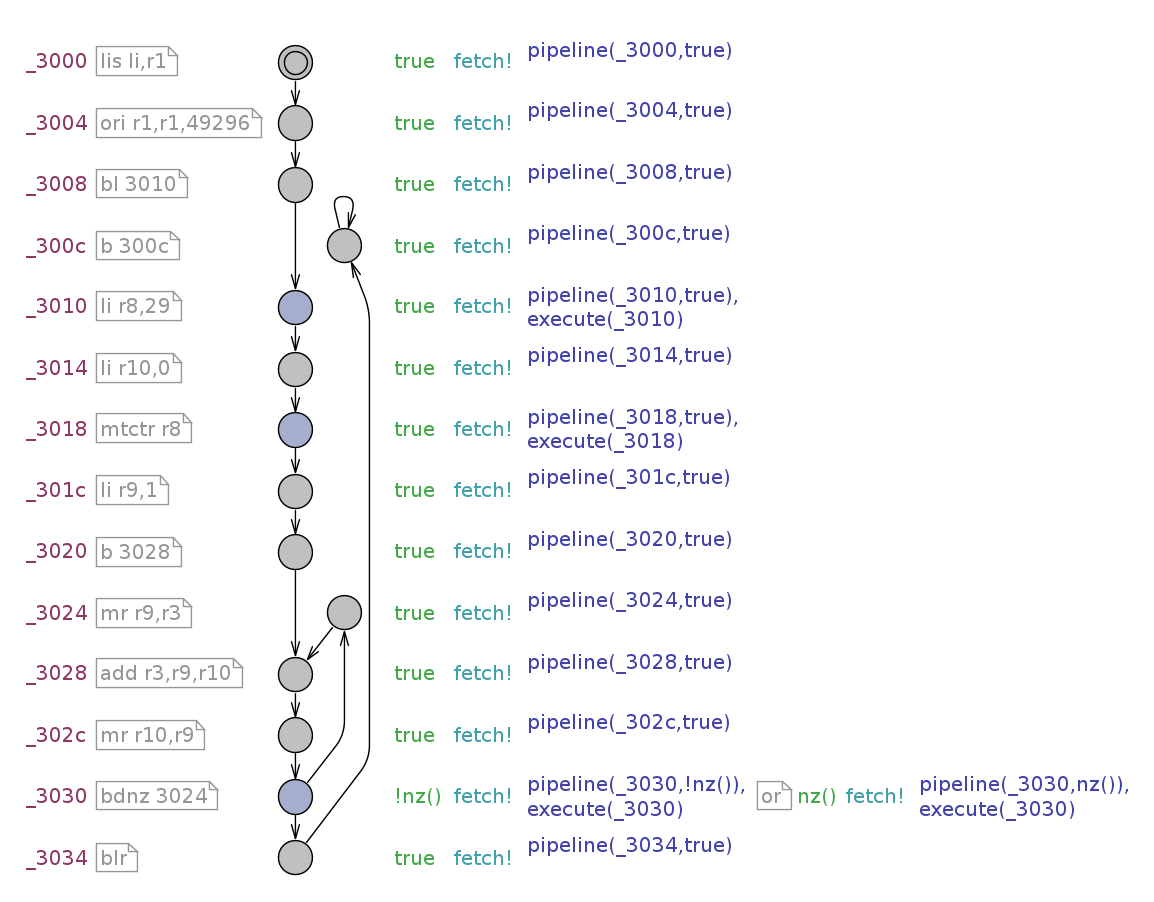 _3000 lis li,r1 true fetch! pipeline(_3000,true)
_3004 ori r1,r1,49296 true fetch! pipeline(_3004,true)
_3008 bl 3010 true fetch! pipeline(_3008,true)
_300c b 300c true fetch! pipeline(_300c,true)
_3010 li r8,29 true fetch! pipeline(_3010,true),
execute(_3010)
_3014 li r10,0 true fetch! pipeline(_3014,true)
_3018 mtctr r8 true fetch! pipeline(_3018,true),
execute(_3018)
_301c li r9,1 true fetch! pipeline(_301c,true)
_3020 b 3028 true fetch! pipeline(_3020,true)
_3024 mr r9,r3 true fetch! pipeline(_3024,true)
_3028 add r3,r9,r10 true fetch! pipeline(_3028,true)
_302c mr r10,r9 true fetch! pipeline(_302c,true)
_3030 bdnz 3024 !nz() fetch! pipeline(_3030,!nz()), or nz() fetch! pipeline(_3030,nz()),
execute(_3030) execute(_3030)
_3034 blr true fetch! pipeline(_3034,true)